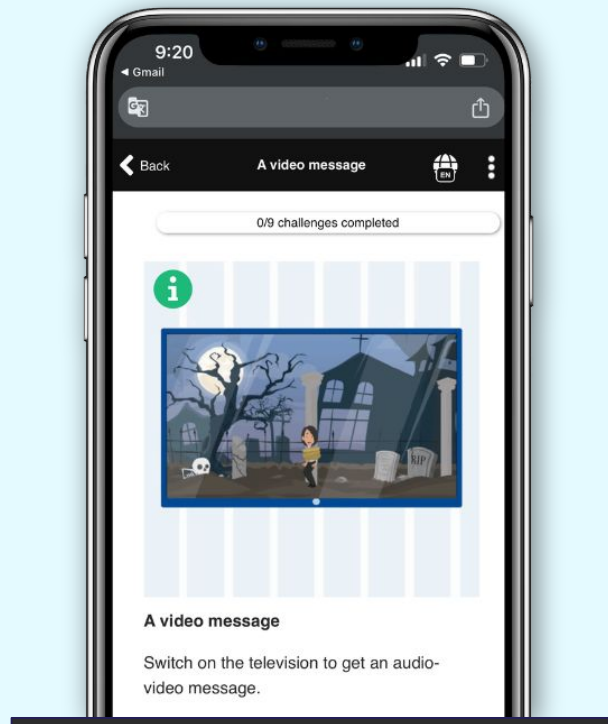 9:20
◀ Gmail
Back
A video message
EN
0/9 challenges completed
RIP
A video message
Switch on the television to get an audio-
video message.